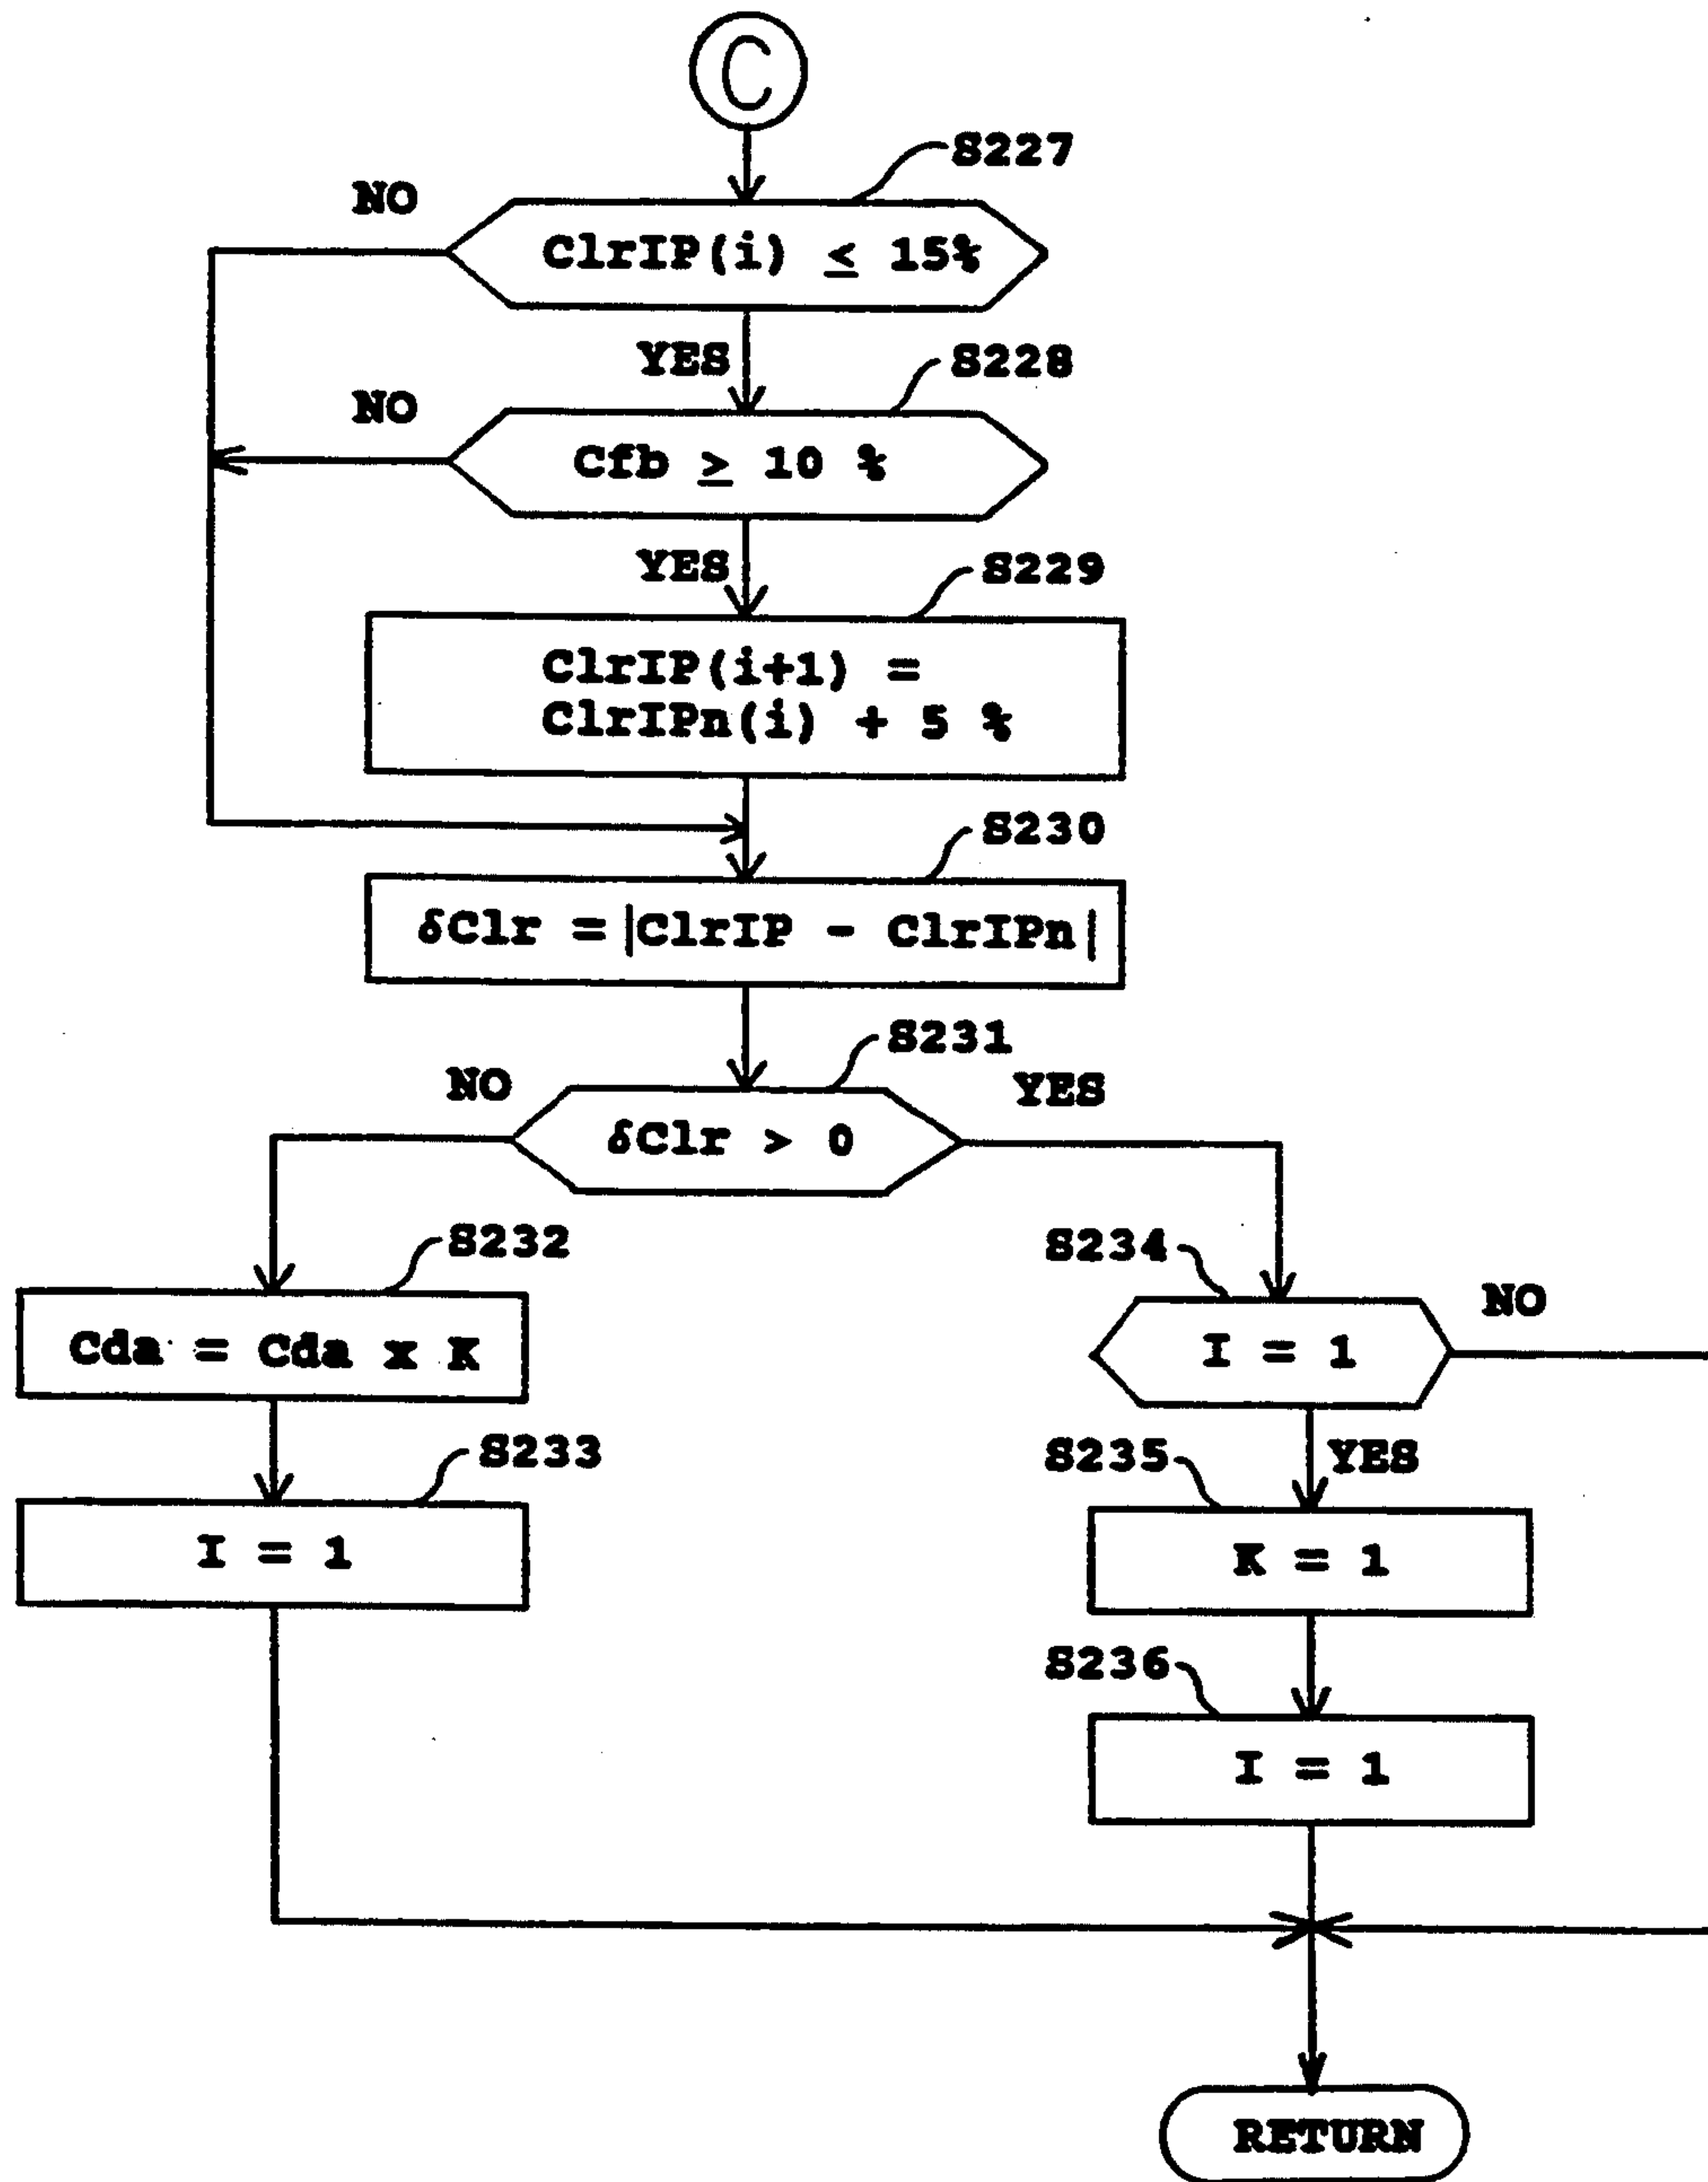 C
S227
NO
ClrIP(i) ≤ 15%
YES
S228
NO
Cfb ≥ 10 %
YES
S229
ClrIP(i+1) =
ClrIPn(i) + 5 %
S230
δClr = |ClrIP - ClrIPn|
S231
NO
YES
δClr > 0
S232
S234
NO
Cda = Cda x K
I = 1
S233
S235
YES
I = 1
K = 1
S236
I = 1
RETURN